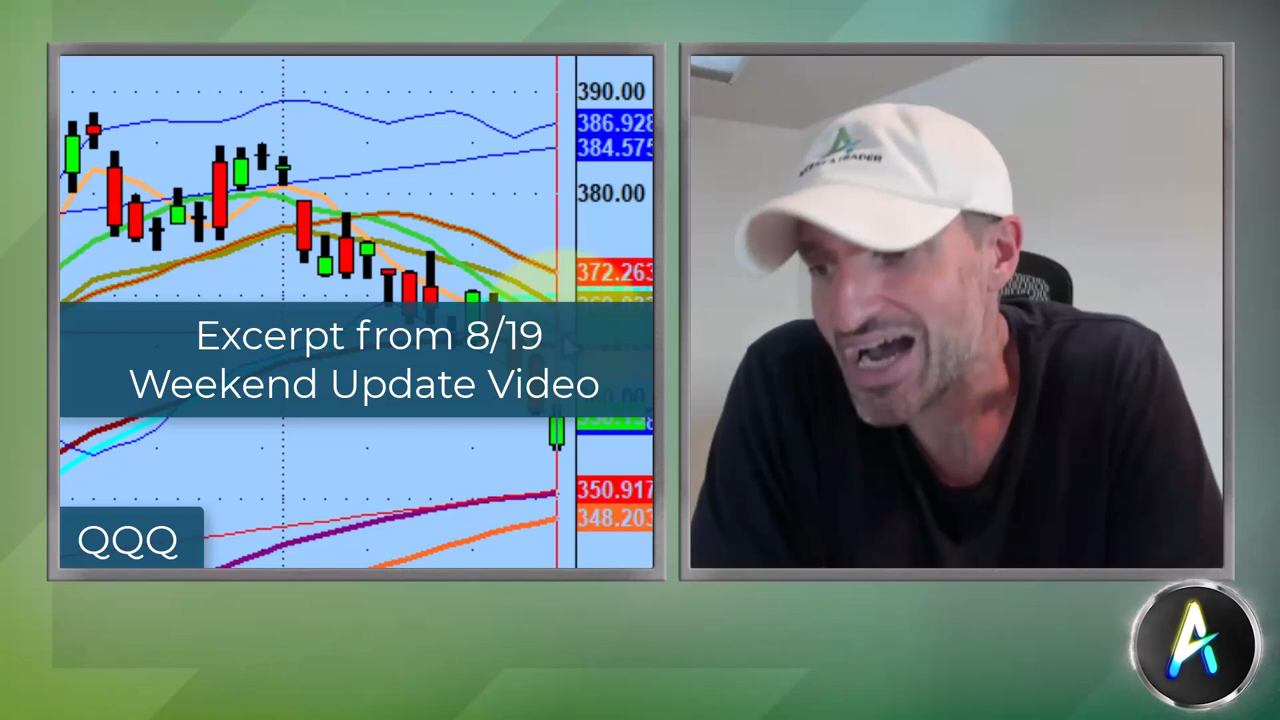 390.00
386.928
384.575
380.00
372.263
Excerpt from 8/19
Weekend Update Video
350.917
348.203
QQQ